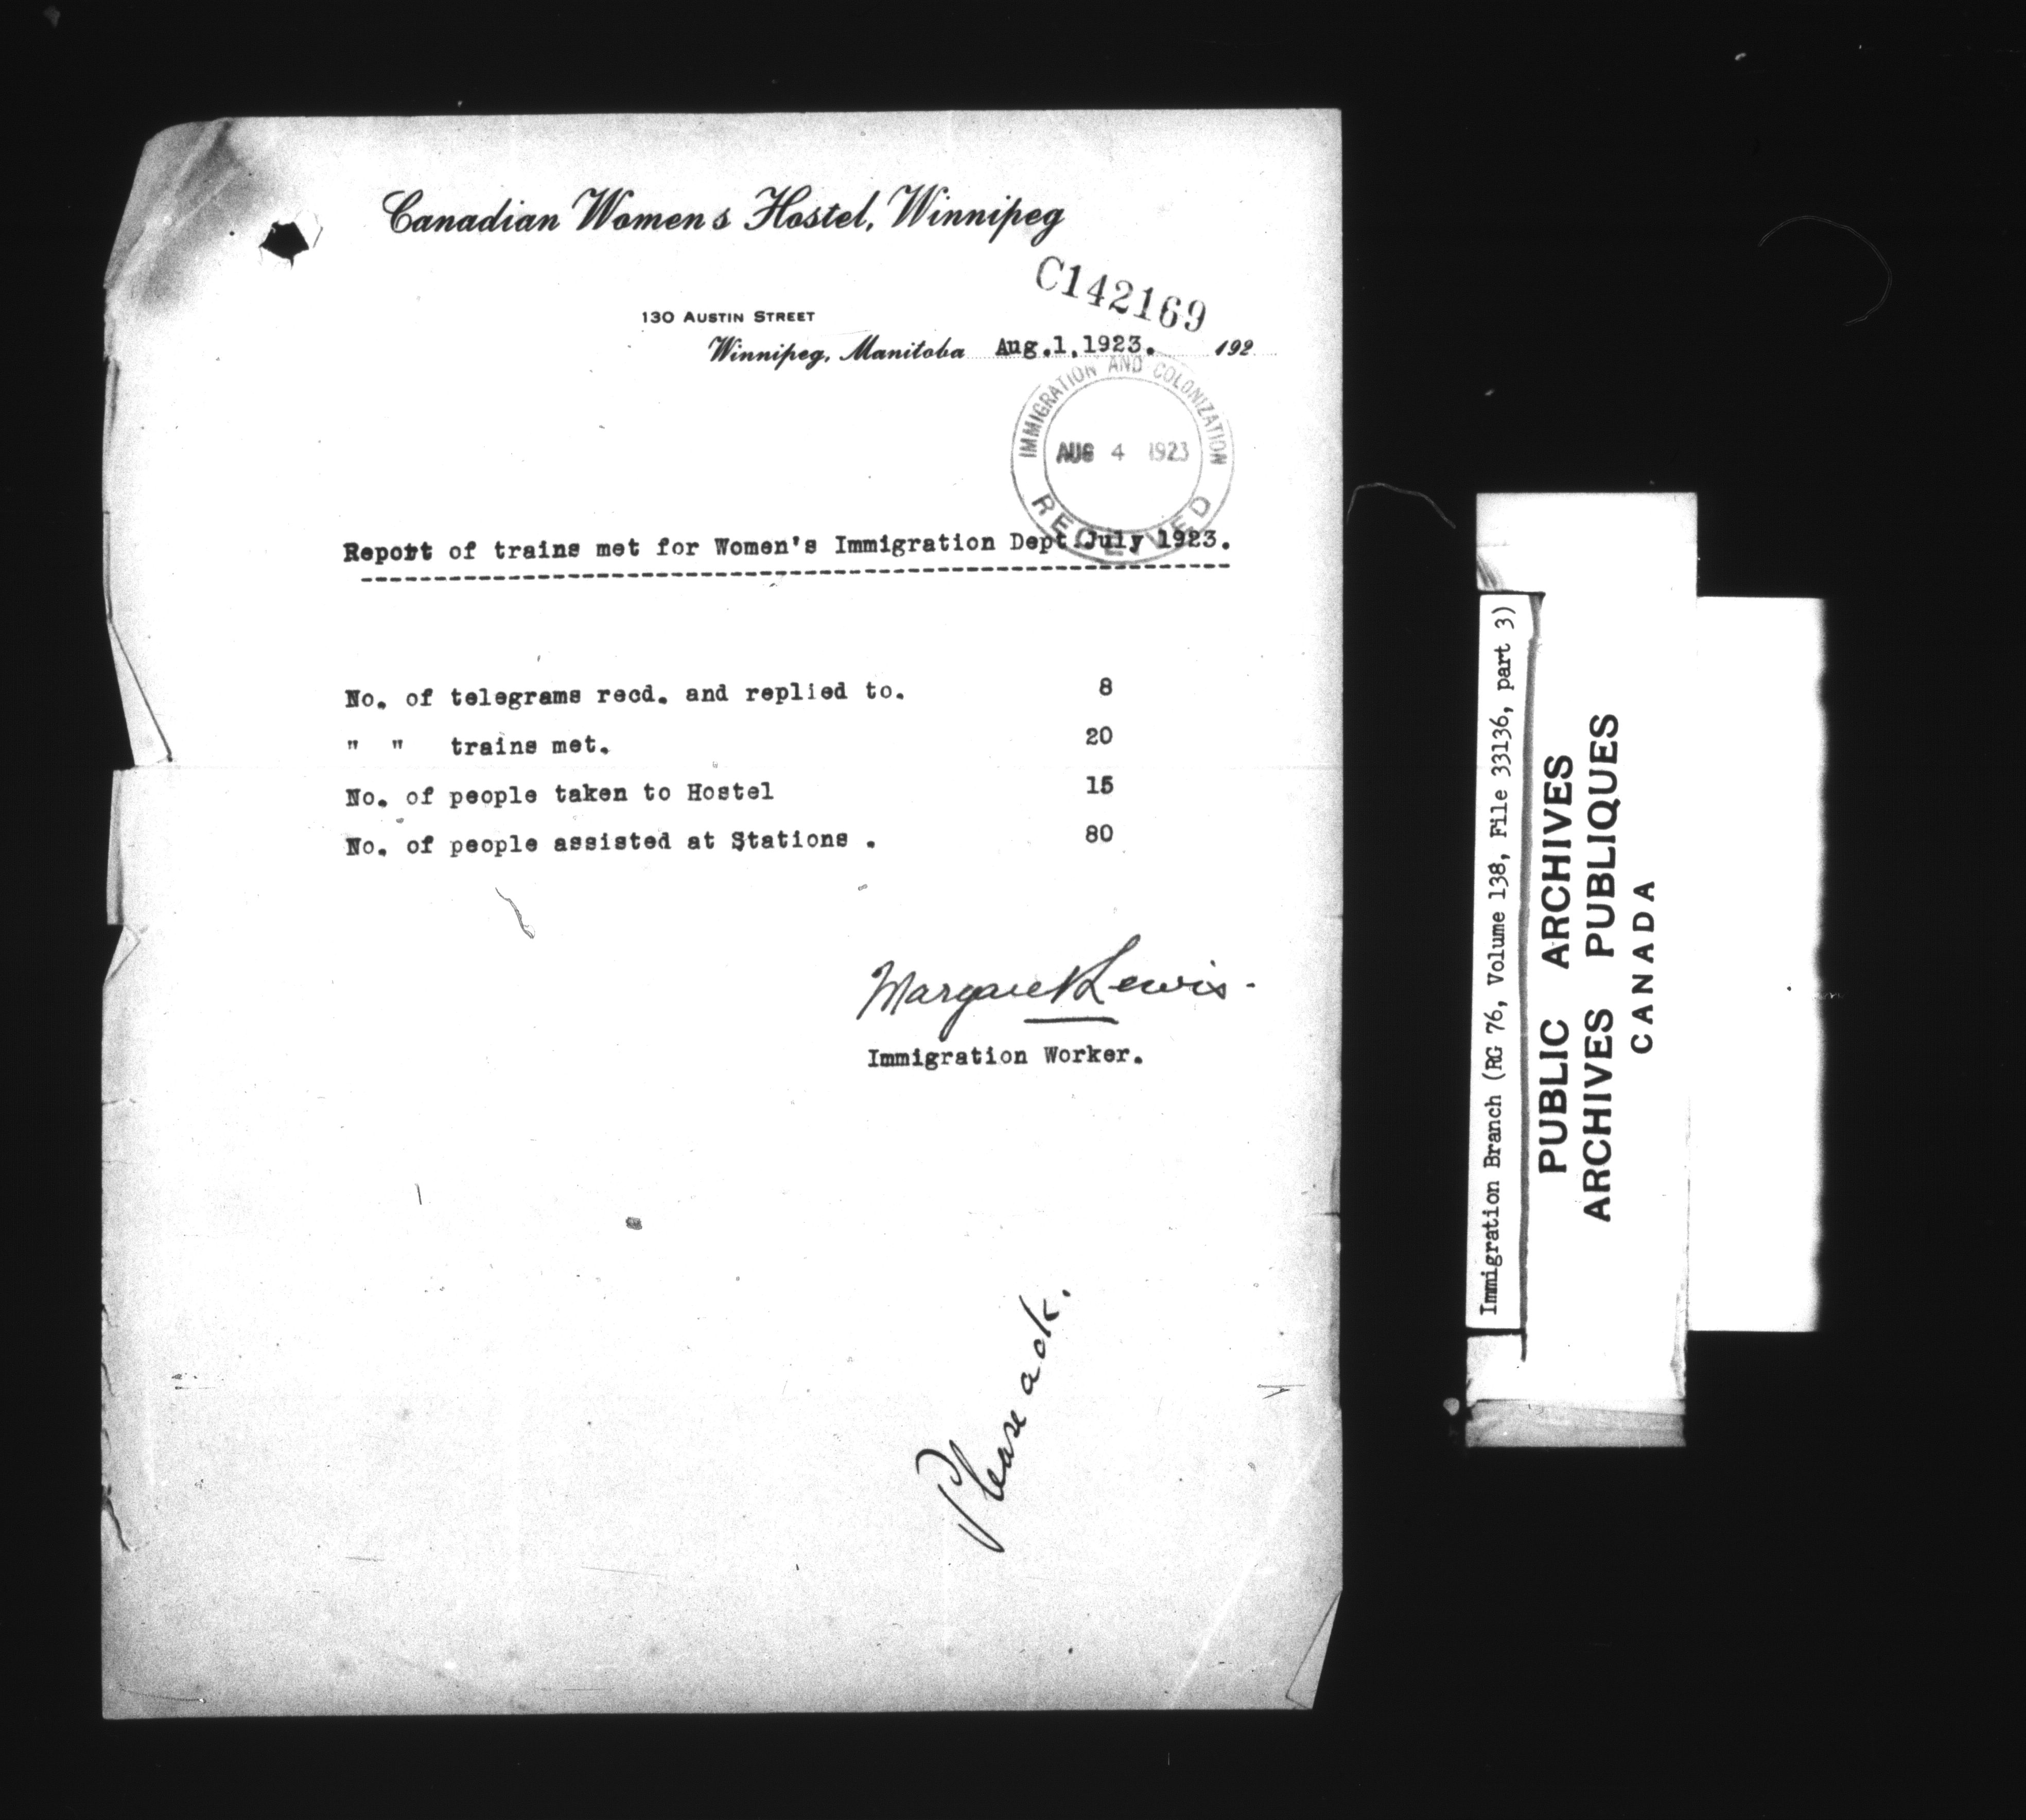 Canadian Womens Hostel, Winnipeg
C142169
130 AUSTIN STREET
Winnipeg, Manitoba Aug.1,1923. 192
IMMIGRATION AND COLONIZATION
AUG 4 1923
RECEIVED
Report of trains met for Women's Immigration Dept.July 1923.
No. of telegrams recd. and replied to. 8
" " trains met. 20
No. of people taken to Hostel 15
No. of people assisted at Stations . 80
Margaret Lewis.
Immigration Worker.
Please ack.
Immigration Branch (RG 76, Volume 138, File 33136, part 3)
PUBLIC ARCHIVES
ARCHIVES PUBLIQUES
CANADA